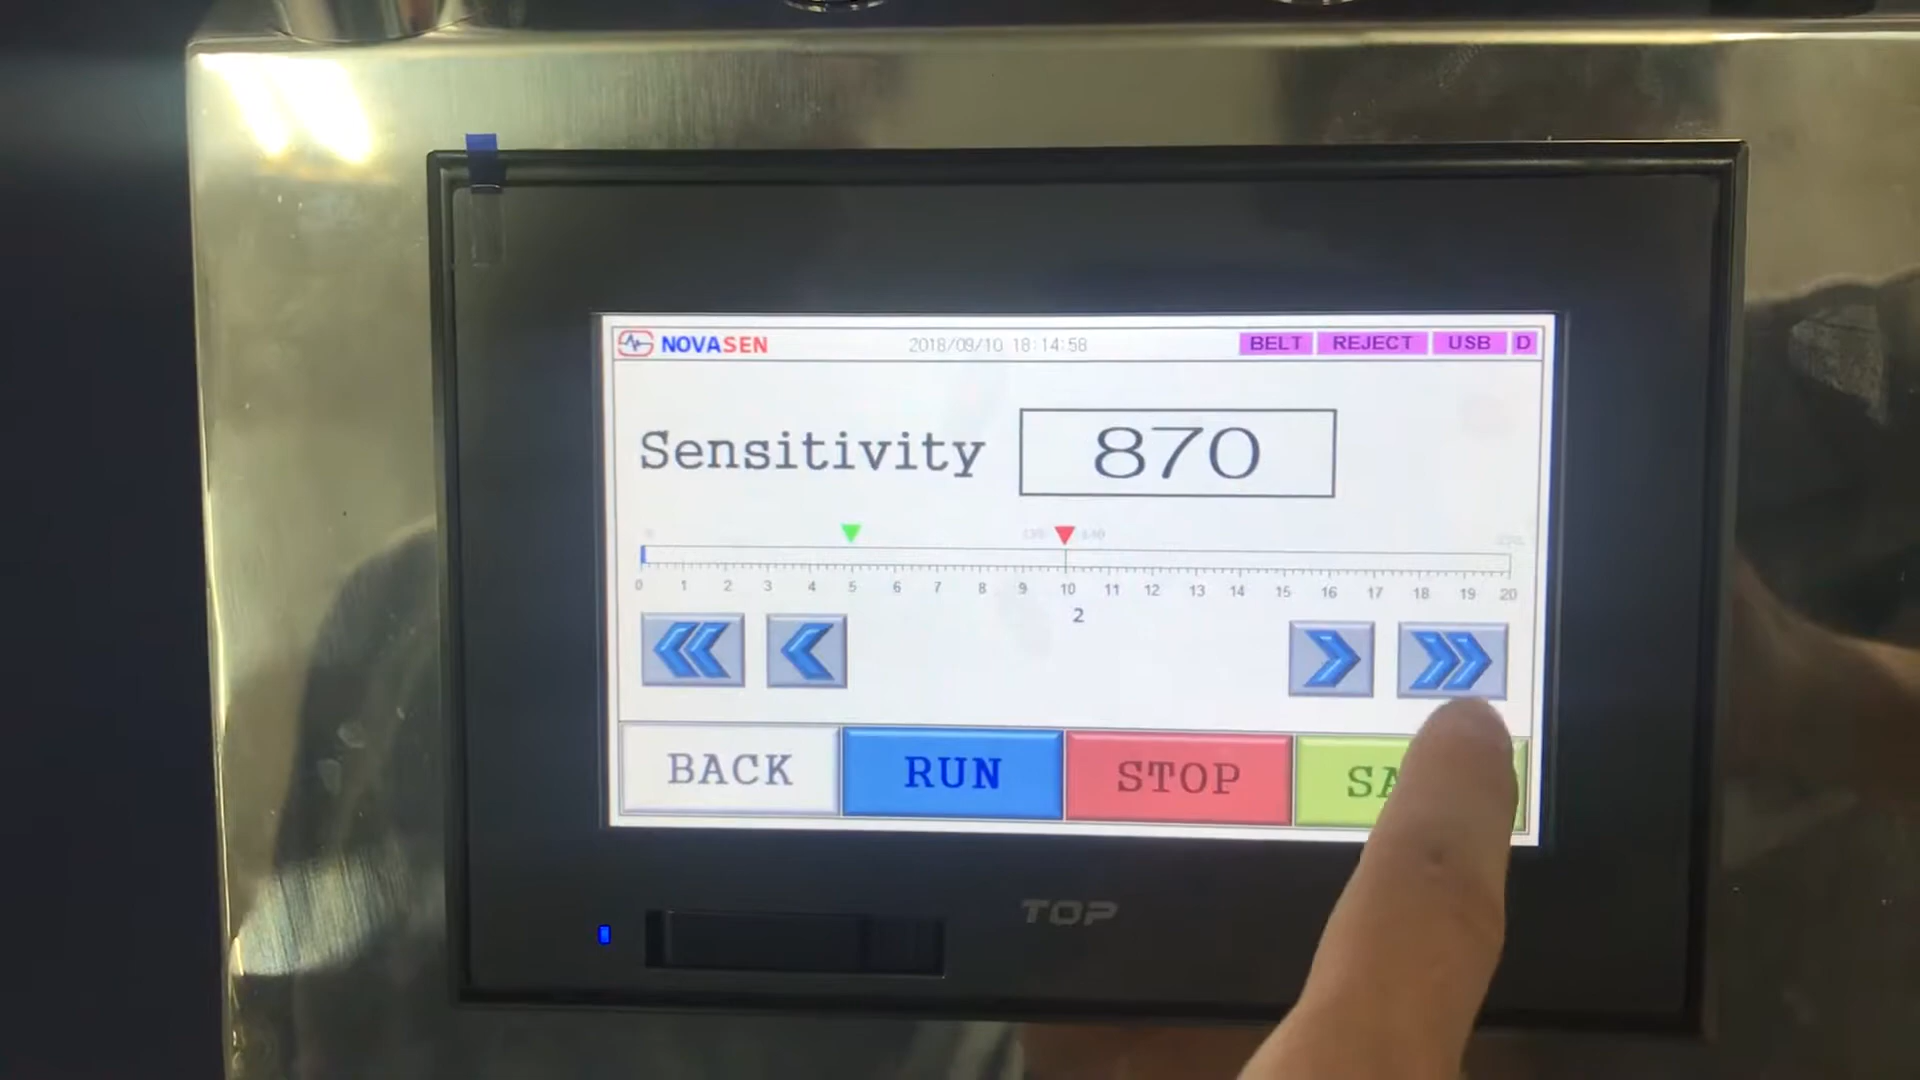 NOVASEN 2018/09/10 18:14:58 BELT REJECT USB D
Sensitivity 870
0 1 2 3 4 5 6 7 8 9 10 11 12 13 14 15 16 17 18 19 20
2
BACK RUN STOP
TOP